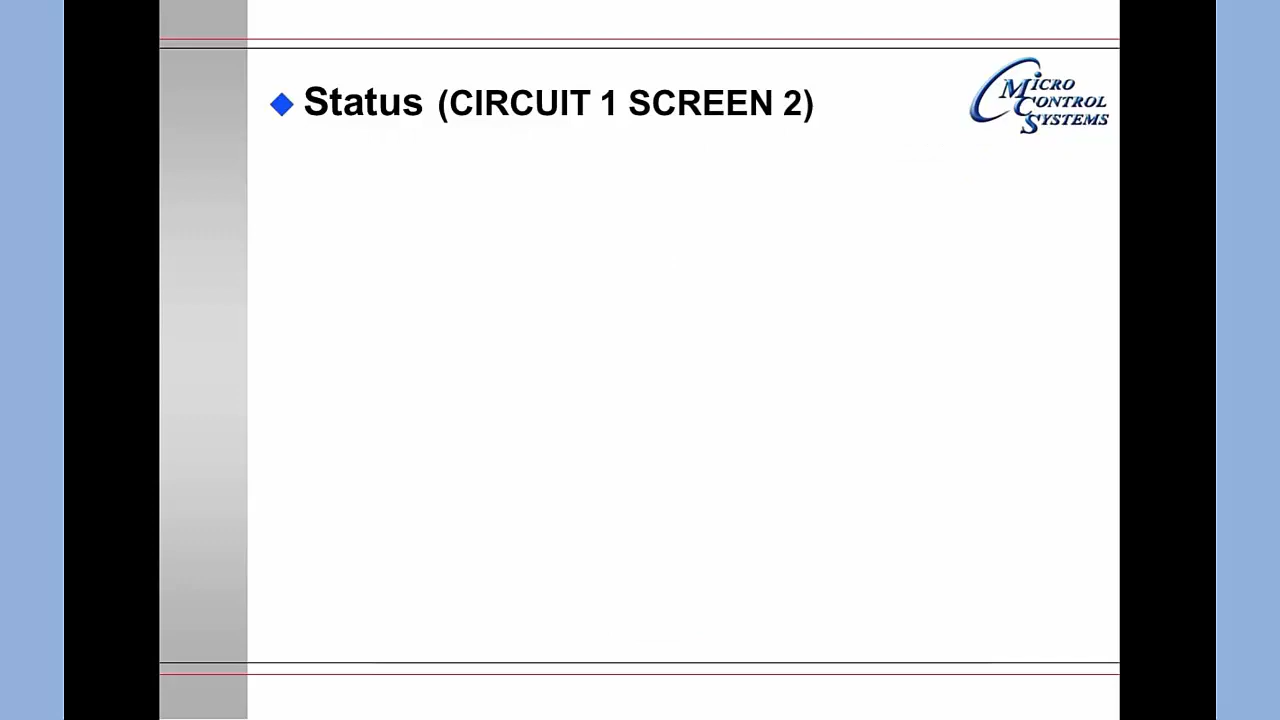 Status (CIRCUIT 1 SCREEN 2)
MICRO
CONTROL
SYSTEMS